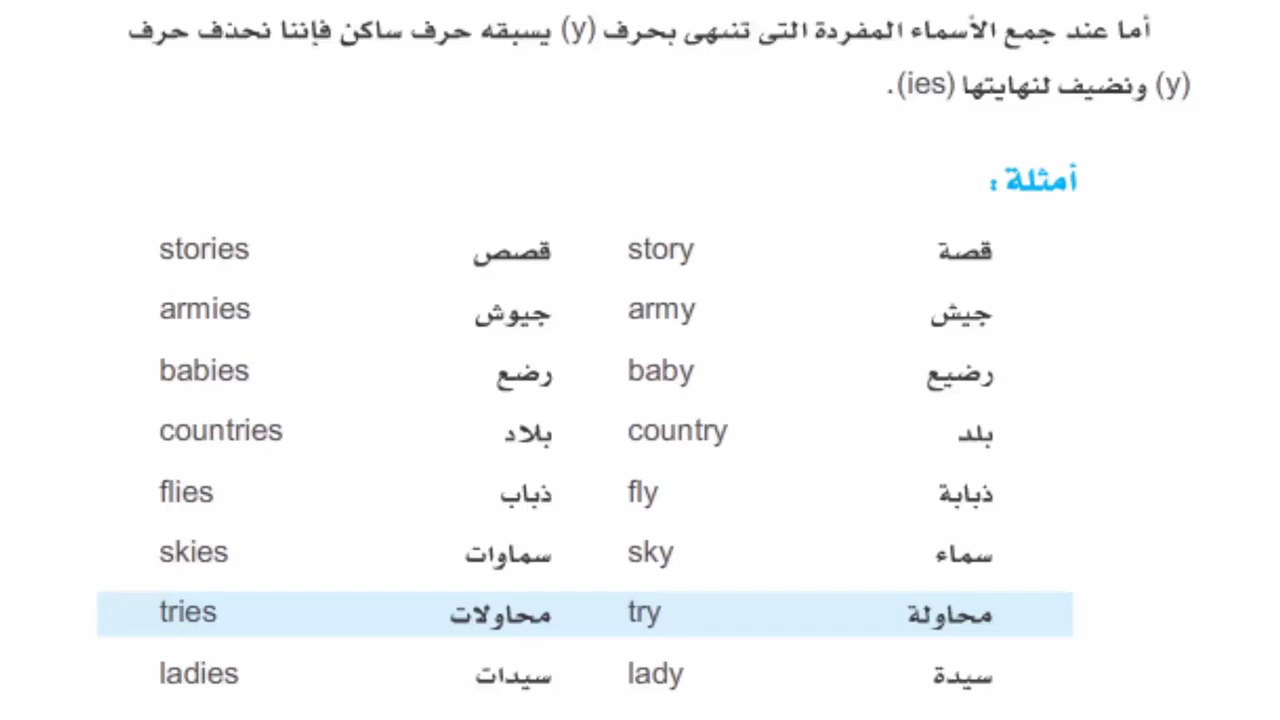 أما عند جمع الأسماء المفردة التى تنتهى بحرف (y) يسبقه حرف ساكن فإننا نحذف حرف
(y) ونضيف لنهايتها (ies).
أمثلة :
قصة story قصص stories
جيش army جيوش armies
رضيع baby رضع babies
بلد country بلاد countries
ذبابة fly ذباب flies
سماء sky سماوات skies
محاولة try محاولات tries
سيدة lady سيدات ladies